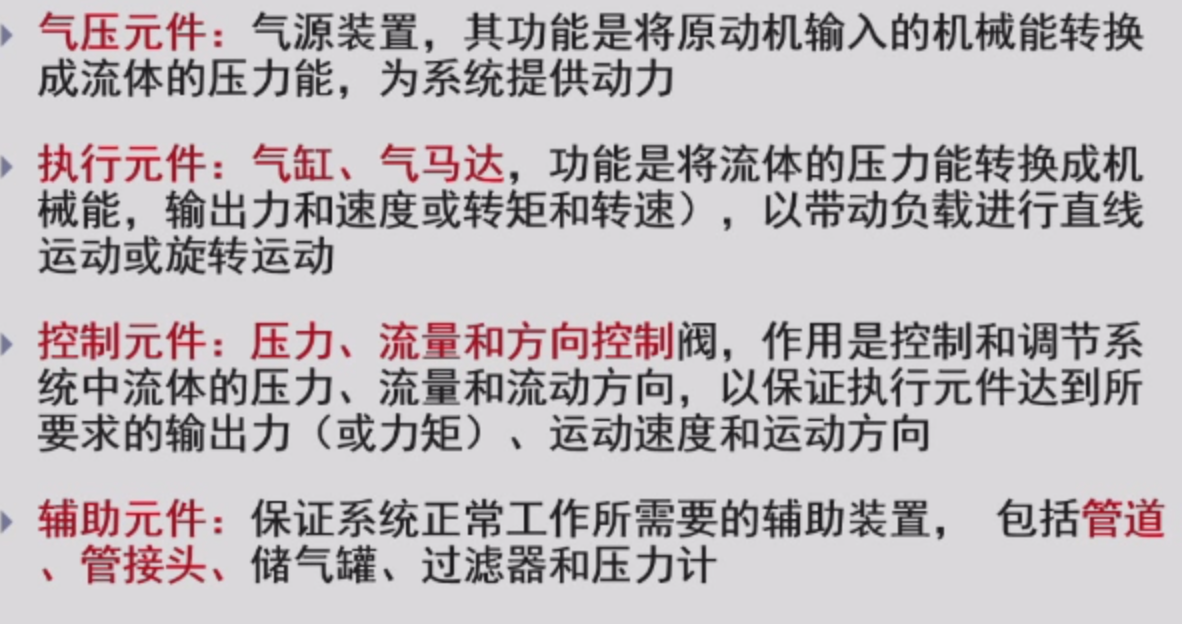 气压元件：气源装置，其功能是将原动机输入的机械能转换
成流体的压力能，为系统提供动力
执行元件：气缸、气马达，功能是将流体的压力能转换成机
械能，输出力和速度或转矩和转速），以带动负载进行直线
运动或旋转运动
控制元件：压力、流量和方向控制阀，作用是控制和调节系
统中流体的压力、流量和流动方向，以保证执行元件达到所
要求的输出力（或力矩）、运动速度和运动方向
辅助元件：保证系统正常工作所需要的辅助装置， 包括管道
、管接头、储气罐、过滤器和压力计